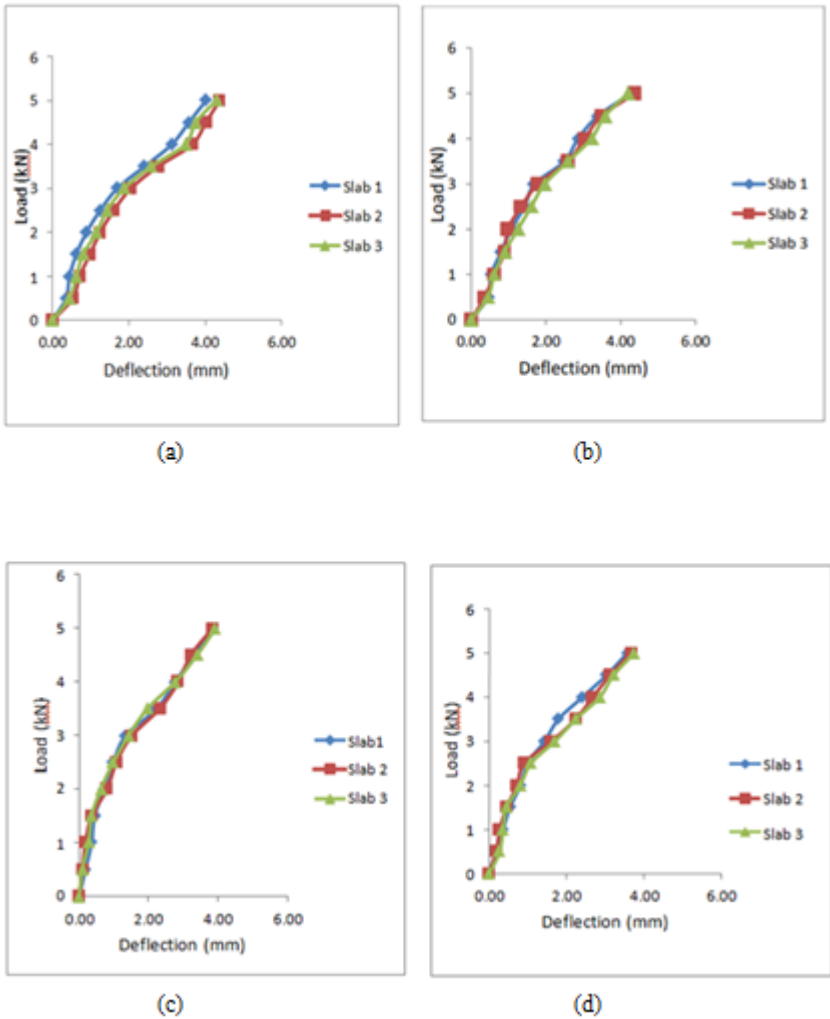 6
5
4
3
2
1
0
Load (kN)
0.00 2.00 4.00 6.00
Deflection (mm)
Slab 1
Slab 2
Slab 3
(a)
6
5
4
3
2
1
0
Load (kN)
0.00 2.00 4.00 6.00
Deflection (mm)
Slab 1
Slab 2
Slab 3
(b)
6
5
4
3
2
1
0
Load (kN)
0.00 2.00 4.00 6.00
Deflection (mm)
Slab1
Slab 2
Slab 3
(c)
6
5
4
3
2
1
0
Load (kN)
0.00 2.00 4.00 6.00
Deflection (mm)
Slab 1
Slab 2
Slab 3
(d)